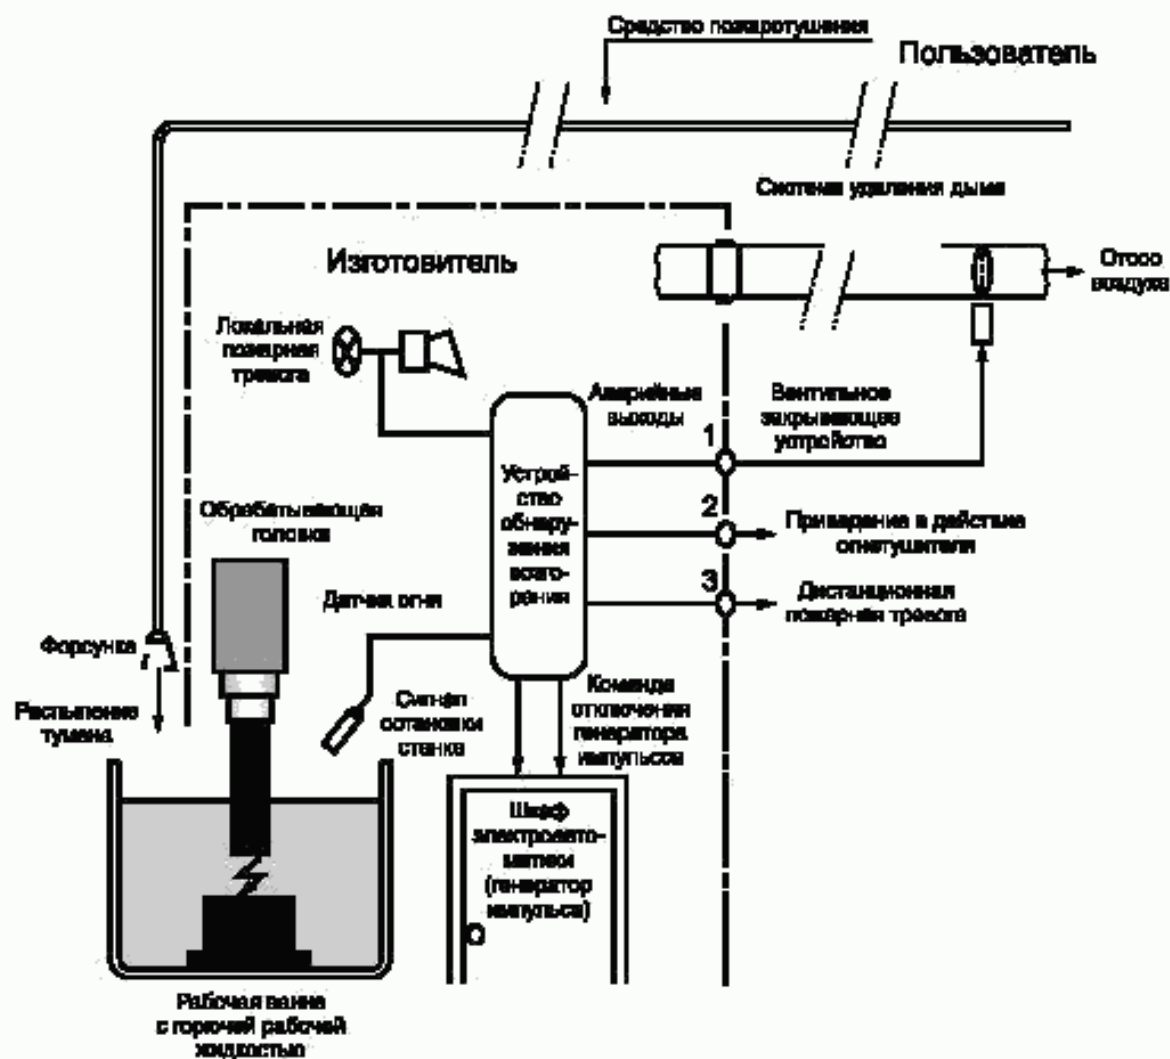 Средство пожаротушения
Пользователь
Система удаления дыма
Изготовитель
Отсос
воздуха
Локальная
пожарная
тревога
Аварийные
выходы
Вентильное
закрывающее
устройство
1
Устрой-
ство
обнару-
жения
возго-
рания
2
Приведение в действие
огнетушителя
Обрабатывающая
головка
3
Дистанционная
пожарная тревога
Датчик огня
Форсунка
Распыление
тумана
Сигнал
остановки
станка
Команда
отключения
генератора
импульсов
Шкаф
электроавто-
матики
(генератор
импульса)
Рабочая ванна
с горючей рабочей
жидкостью